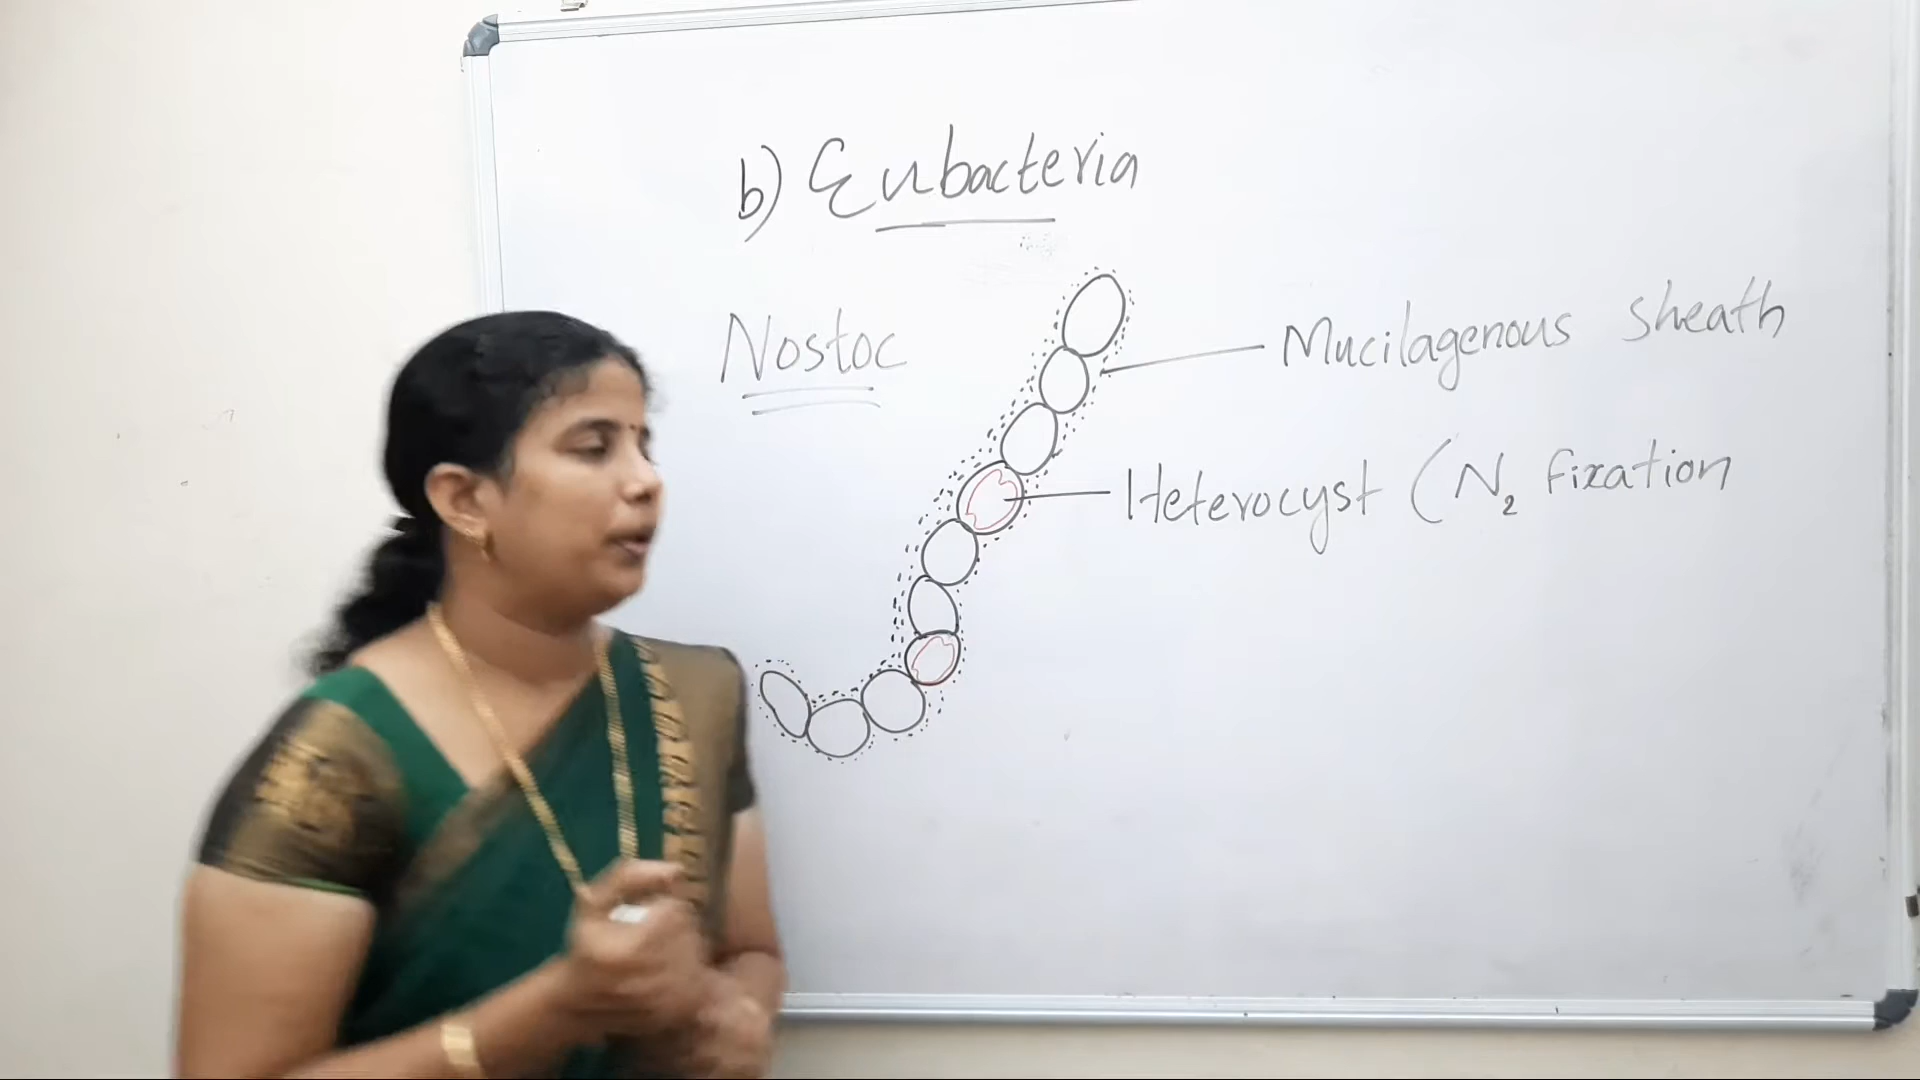 b) Eubacteria
Nostoc
Mucilagenous sheath
Heterocyst (N₂ fixation